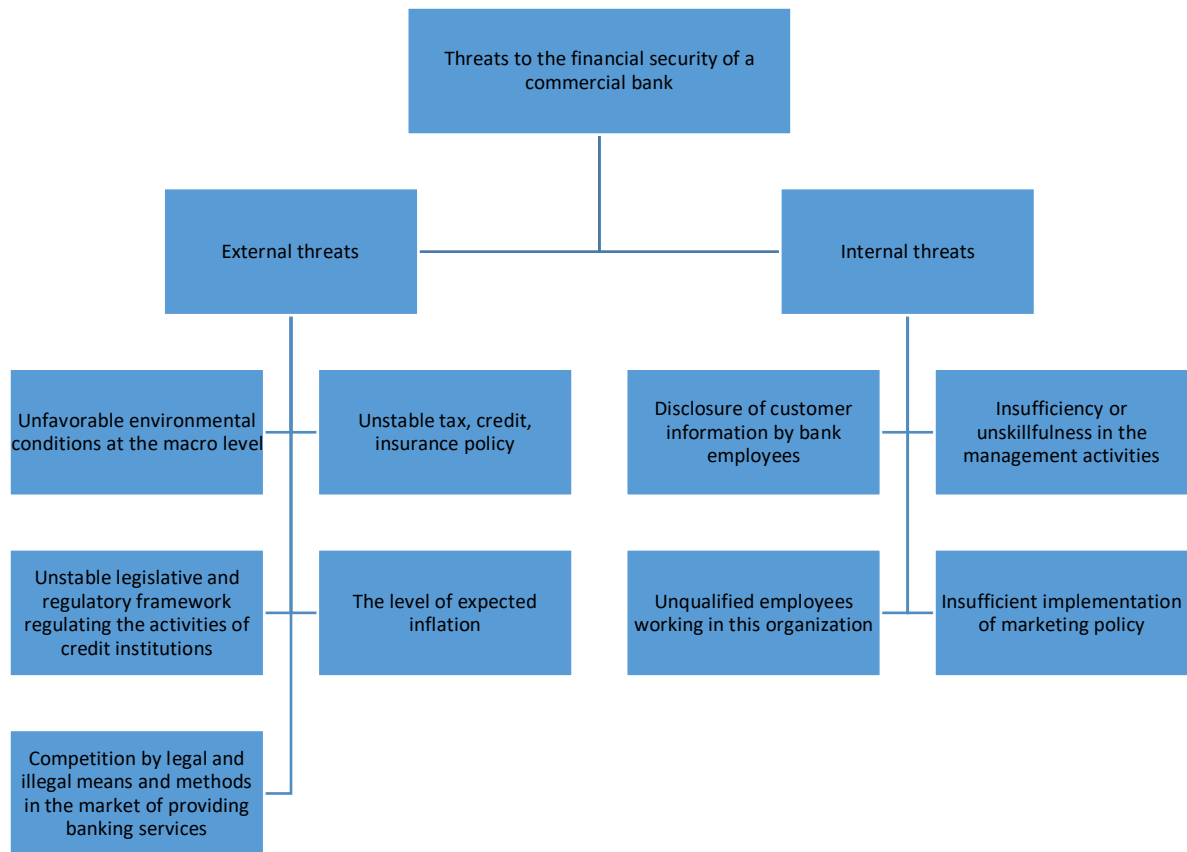 Threats to the financial security of a
commercial bank
External threats
Internal threats
Unfavorable environmental
conditions at the macro level
Unstable tax, credit,
insurance policy
Disclosure of customer
information by bank
employees
Insufficiency or
unskillfulness in the
management activities
Unstable legislative and
regulatory framework
regulating the activities of
credit institutions
The level of expected
inflation
Unqualified employees
working in this organization
Insufficient implementation
of marketing policy
Competition by legal and
illegal means and methods
in the market of providing
banking services